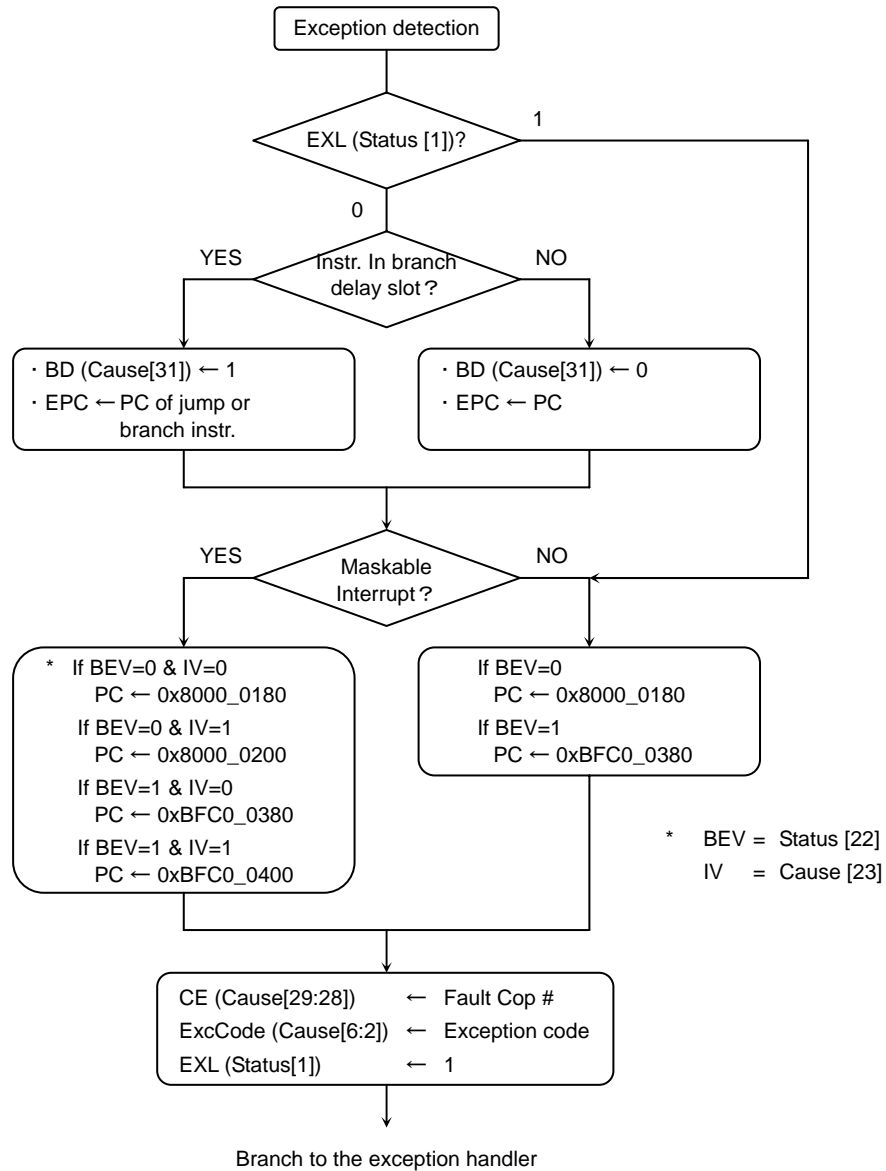 Exception detection
EXL (Status [1])?
1
0
YES
Instr. In branch
delay slot?
NO
· BD (Cause[31]) ← 1
· EPC ← PC of jump or
branch instr.
· BD (Cause[31]) ← 0
· EPC ← PC
YES
Maskable
Interrupt?
NO
* If BEV=0 & IV=0
PC ← 0x8000_0180
If BEV=0 & IV=1
PC ← 0x8000_0200
If BEV=1 & IV=0
PC ← 0xBFC0_0380
If BEV=1 & IV=1
PC ← 0xBFC0_0400
If BEV=0
PC ← 0x8000_0180
If BEV=1
PC ← 0xBFC0_0380
* BEV = Status [22]
IV = Cause [23]
CE (Cause[29:28]) ← Fault Cop #
ExcCode (Cause[6:2]) ← Exception code
EXL (Status[1]) ← 1
Branch to the exception handler